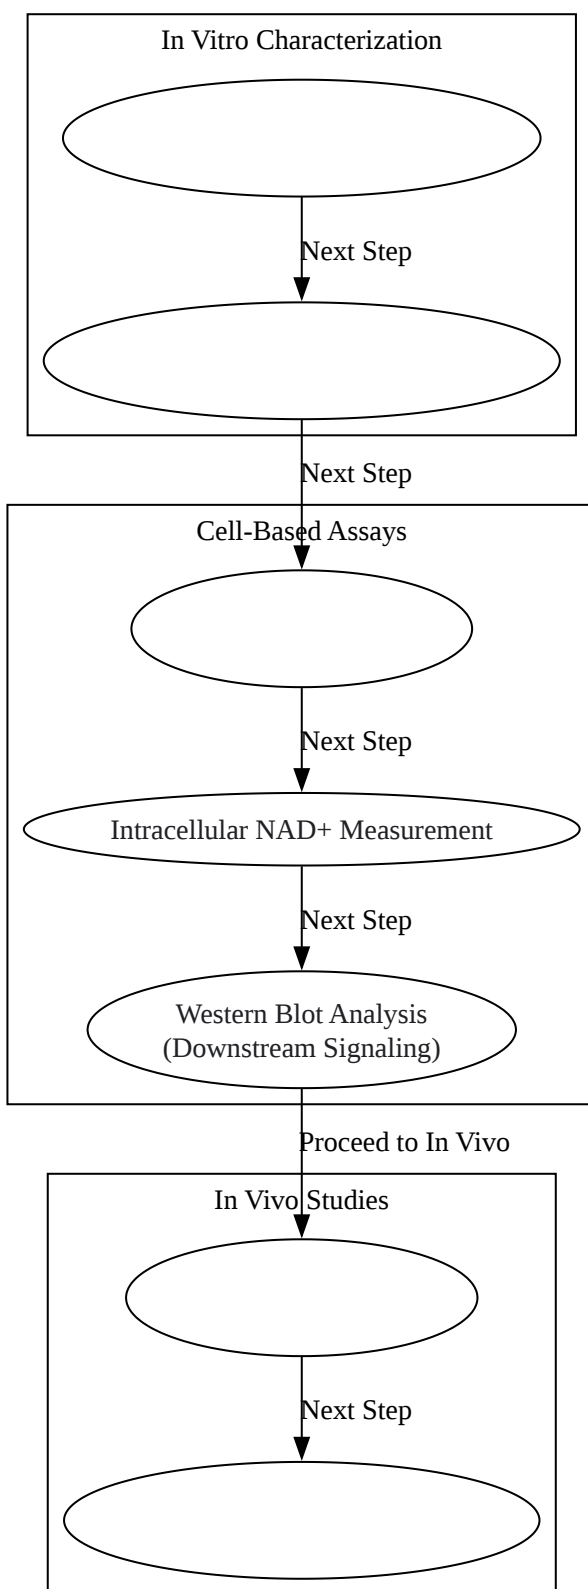 In Vitro Characterization
Next Step
Next Step
Cell-Based Assays
Next Step
Intracellular NAD+ Measurement
Next Step
Western Blot Analysis
(Downstream Signaling)
Proceed to In Vivo
In Vivo Studies
Next Step